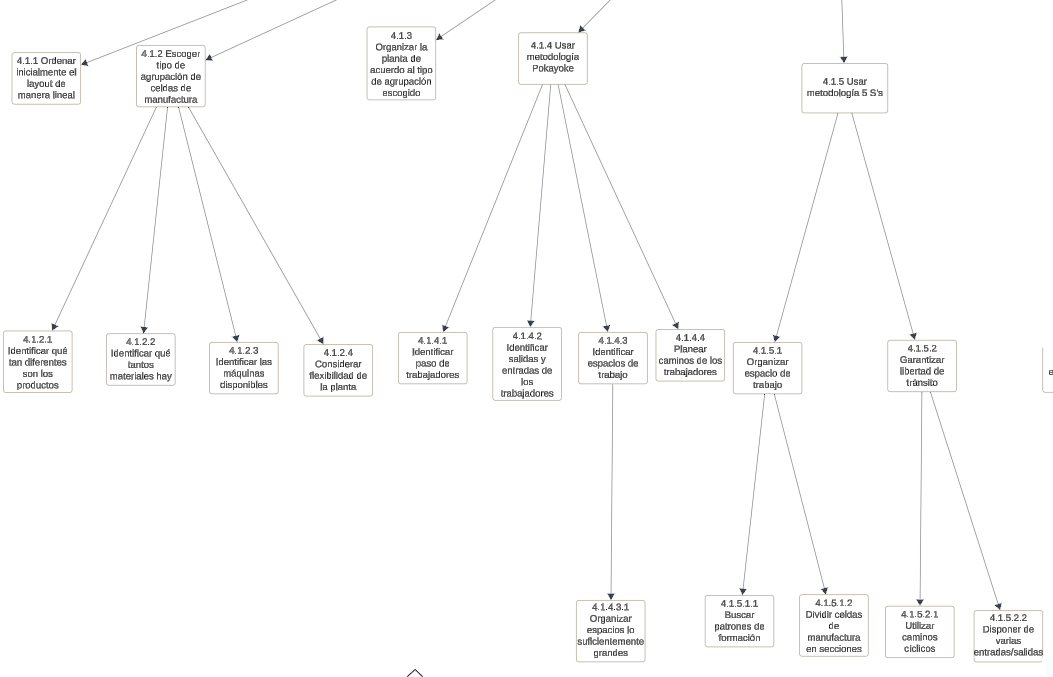 4.1.1 Ordenar
inicialmente el
layout de
manera lineal
4.1.2 Escoger
tipo de
agrupación de
celdas de
manufactura
4.1.3
Organizar la
planta de
acuerdo al tipo
de agrupación
escogido
4.1.4 Usar
metodología
Pokayoke
4.1.5 Usar
metodología 5 S's
4.1.2.1
Identificar qué
tan diferentes
son los
productos
4.1.2.2
Identificar qué
tantos
materiales hay
4.1.2.3
Identificar las
máquinas
disponibles
4.1.2.4
Considerar
flexibilidad de
la planta
4.1.4.1
Identificar
paso de
trabajadores
4.1.4.2
Identificar
salidas y
entradas de
los
trabajadores
4.1.4.3
Identificar
espacios de
trabajo
4.1.4.4
Planear
caminos de los
trabajadores
4.1.5.1
Organizar
espacio de
trabajo
4.1.5.2
Garantizar
libertad de
tránsito
4.1.4.3.1
Organizar
espacios lo
suficientemente
grandes
4.1.5.1.1
Buscar
patrones de
formación
4.1.5.1.2
Dividir celdas
de
manufactura
en secciones
4.1.5.2.1
Utilizar
caminos
cíclicos
4.1.5.2.2
Disponer de
varias
entradas/salidas